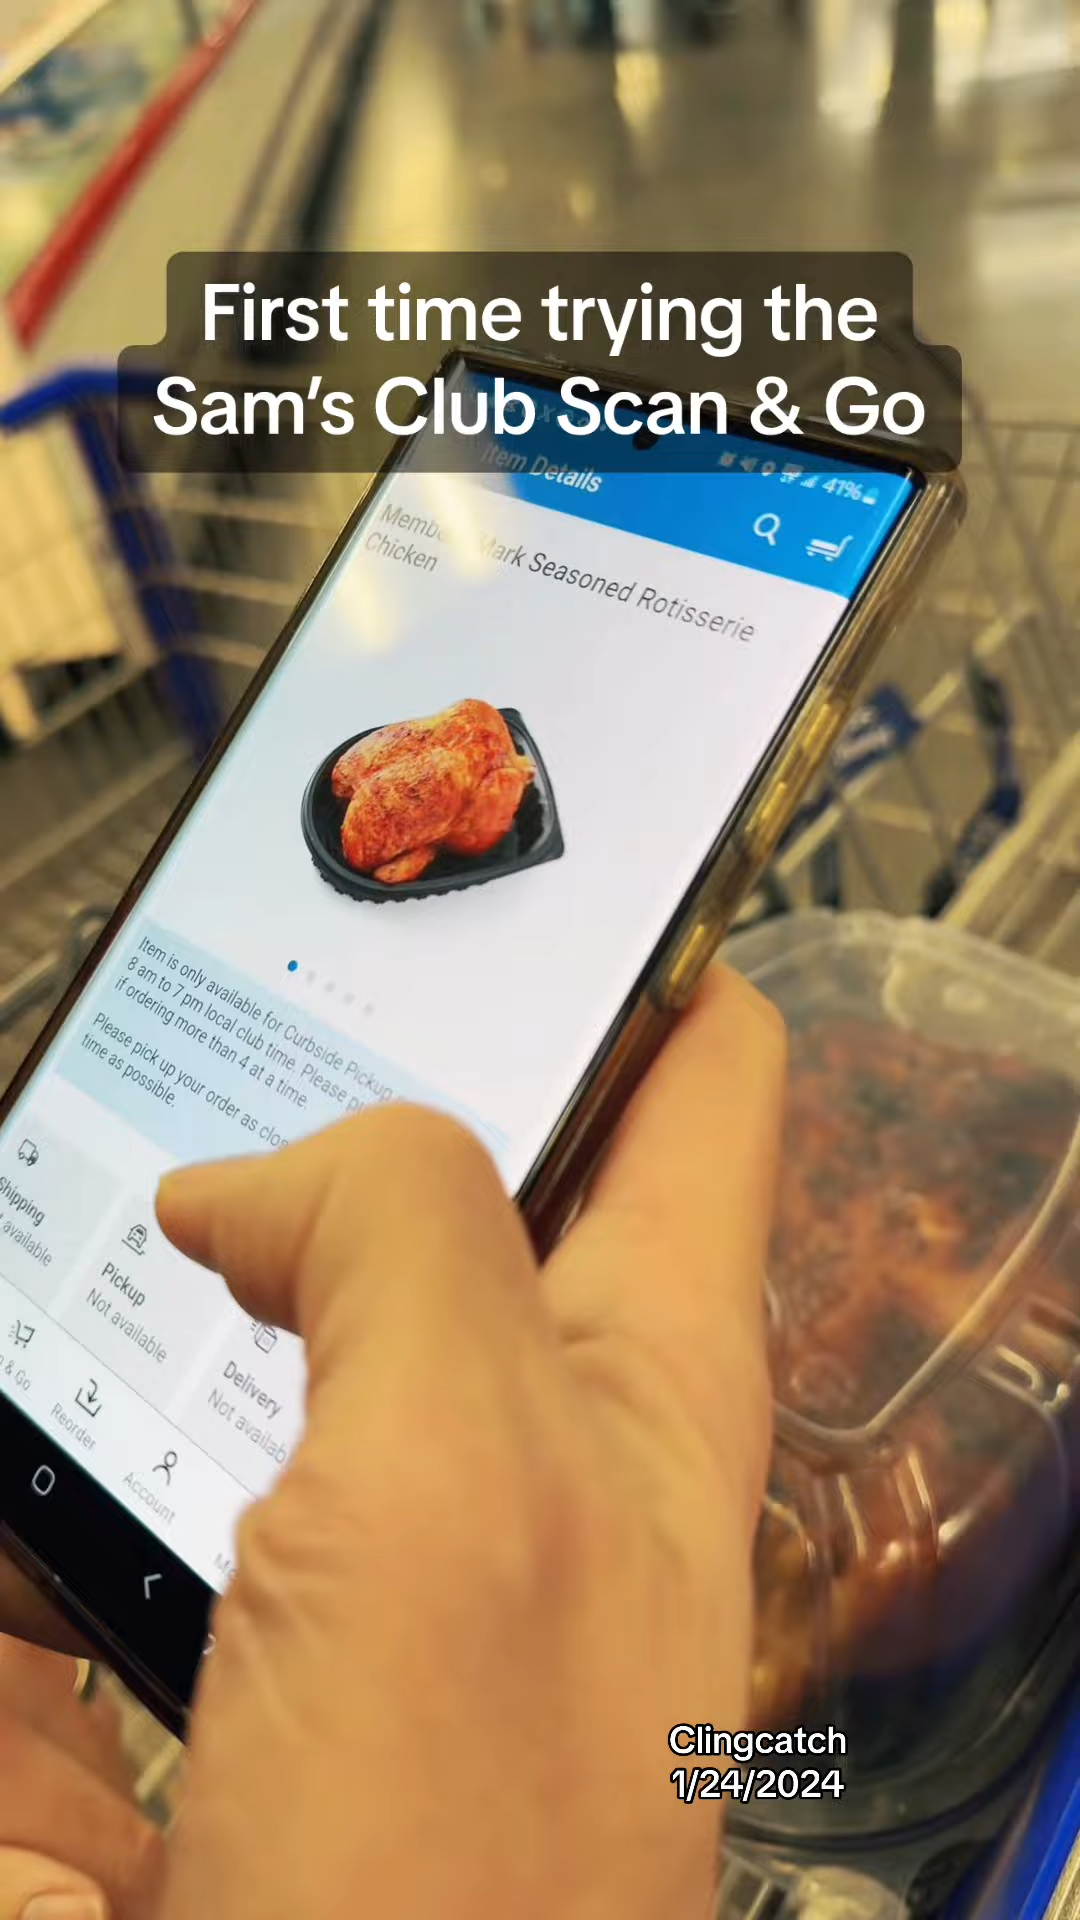 First time trying the
Sam's Club Scan & Go
41%
Item Details
Mark Seasoned Rotisserie
Chicken
Item is only available for Curbside Pickup
8 am to 7 pm local club time. Please
if ordering more than 4 at a time.
Please pick up your order as
time as possible.
Shipping
available
Pickup
Not available
Delivery
Not
& Go
Reorder
Account
Clingcatch
1/24/2024